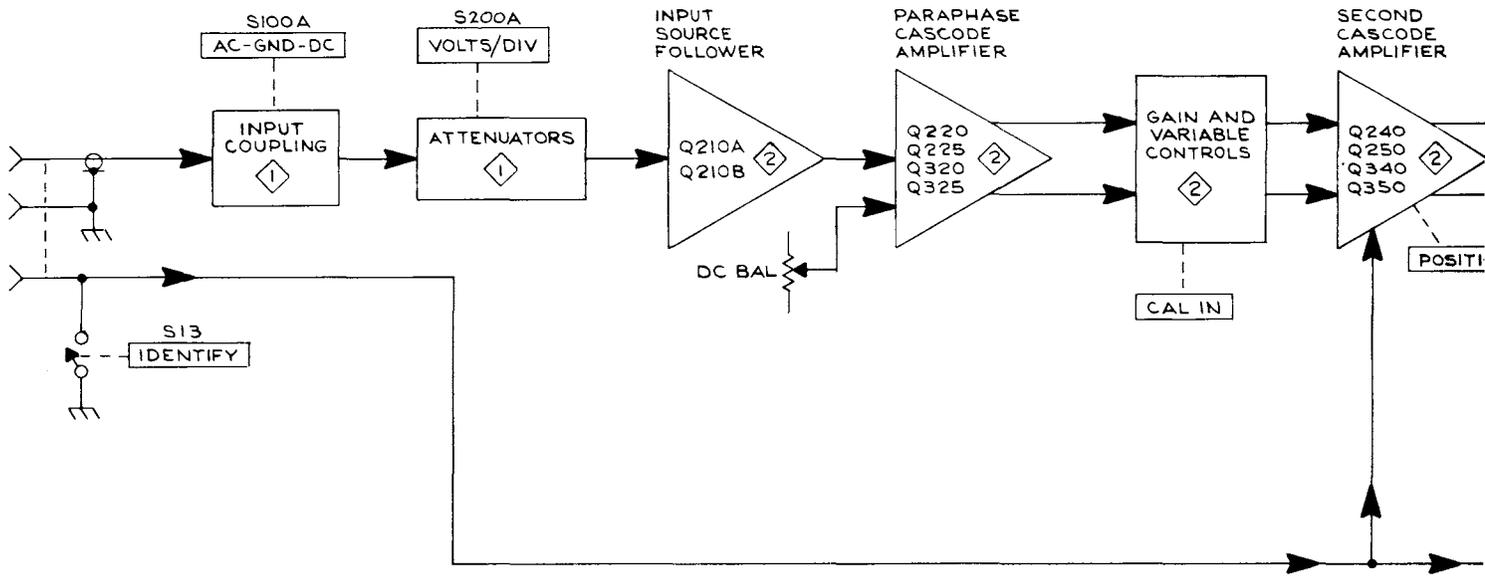 S100A
AC-GND-DC
INPUT
COUPLING
1
S200A
VOLTS/DIV
ATTENUATORS
1
INPUT
SOURCE
FOLLOWER
Q210A
Q210B
2
PARAPHASE
CASCODE
AMPLIFIER
Q220
Q225
Q320
Q325
2
DC BAL
GAIN AND
VARIABLE
CONTROLS
2
CAL IN
SECOND
CASCODE
AMPLIFIER
Q240
Q250
Q340
Q350
2
POSITI
S13
IDENTIFY